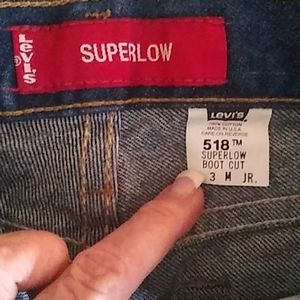 LEVI'S
SUPERLOW
LEVI'S
100% COTTON
MADE IN U.S.A.
CARE ON REVERSE
518™
SUPERLOW
BOOT CUT
3 M JR.